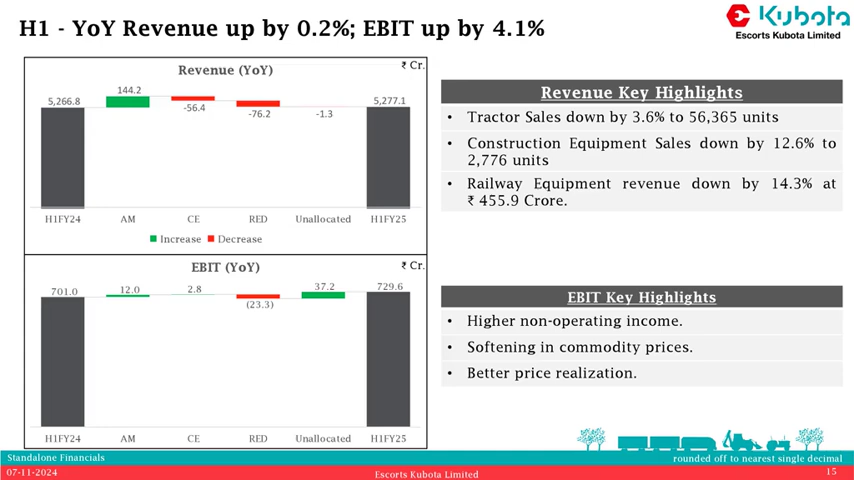 H1 - YoY Revenue up by 0.2%; EBIT up by 4.1%
Kubota
Escorts Kubota Limited
Revenue (YoY)
₹ Cr.
5,266.8
144.2
-56.4
-76.2
-1.3
5,277.1
H1FY24
AM
CE
RED
Unallocated
H1FY25
Increase
Decrease
Revenue Key Highlights
• Tractor Sales down by 3.6% to 56,365 units
• Construction Equipment Sales down by 12.6% to
2,776 units
• Railway Equipment revenue down by 14.3% at
₹ 455.9 Crore.
EBIT (YoY)
₹ Cr.
701.0
12.0
2.8
(23.3)
37.2
729.6
H1FY24
AM
CE
RED
Unallocated
H1FY25
EBIT Key Highlights
• Higher non-operating income.
• Softening in commodity prices.
• Better price realization.
Standalone Financials
rounded off to nearest single decimal
07-11-2024
Escorts Kubota Limited
15